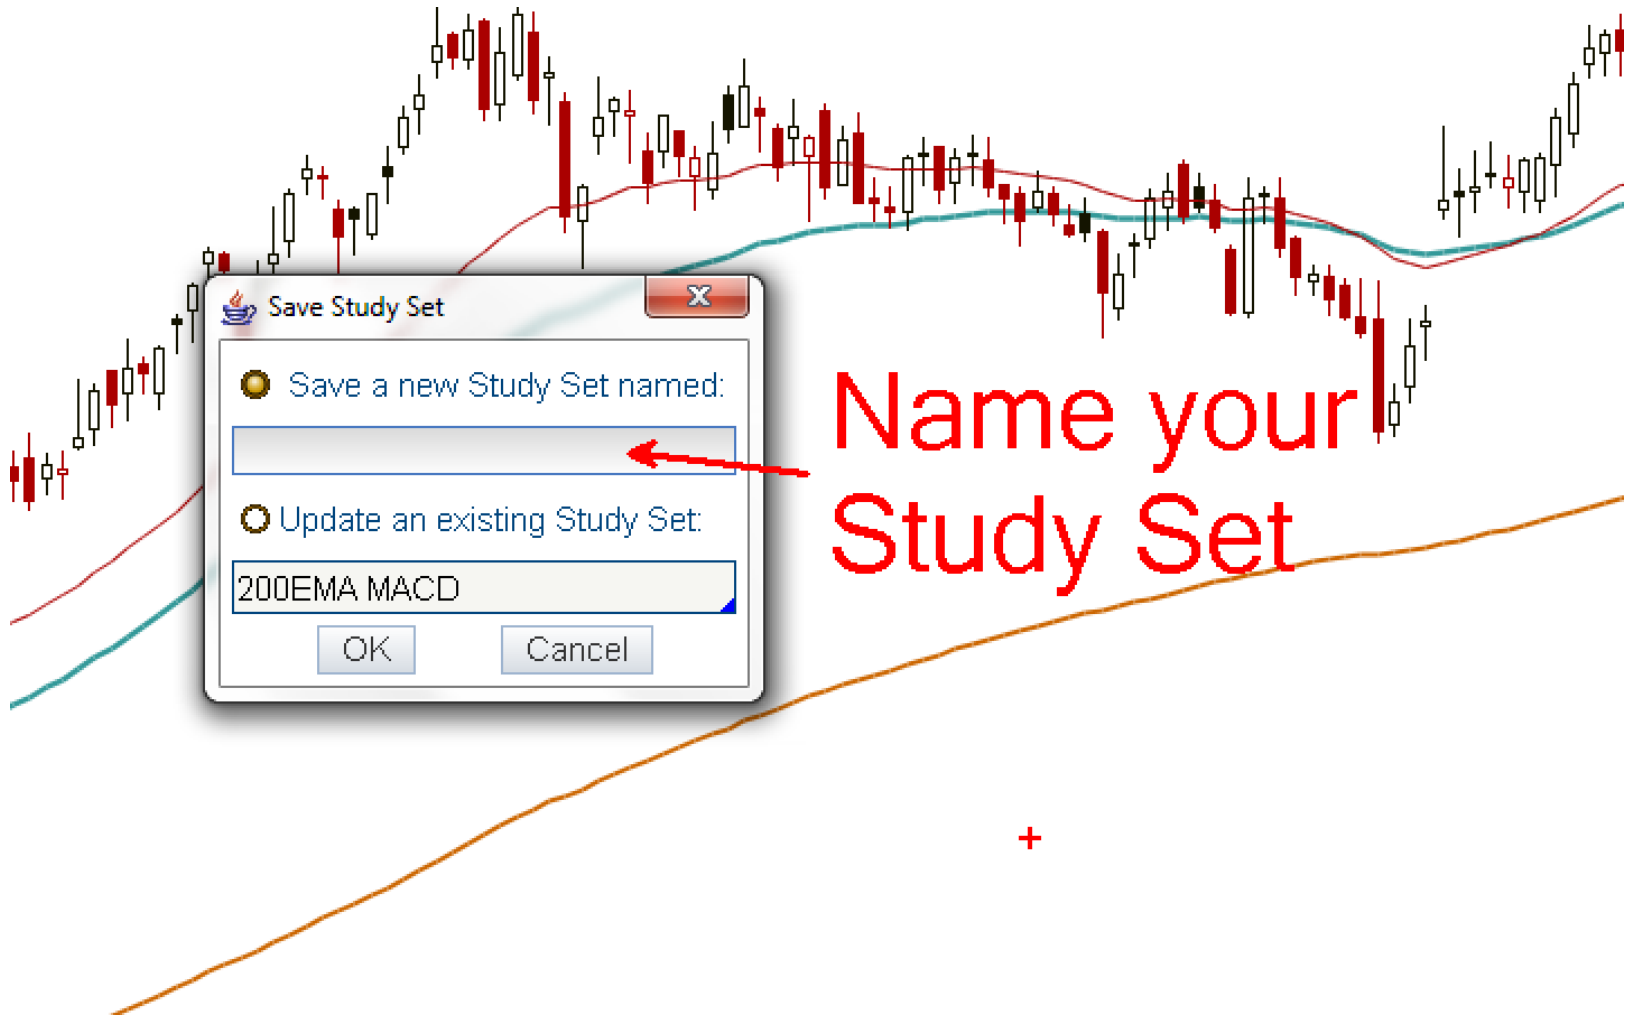 Save Study Set
Save a new Study Set named:
Update an existing Study Set:
200EMA MACD
OK Cancel
Name your
Study Set